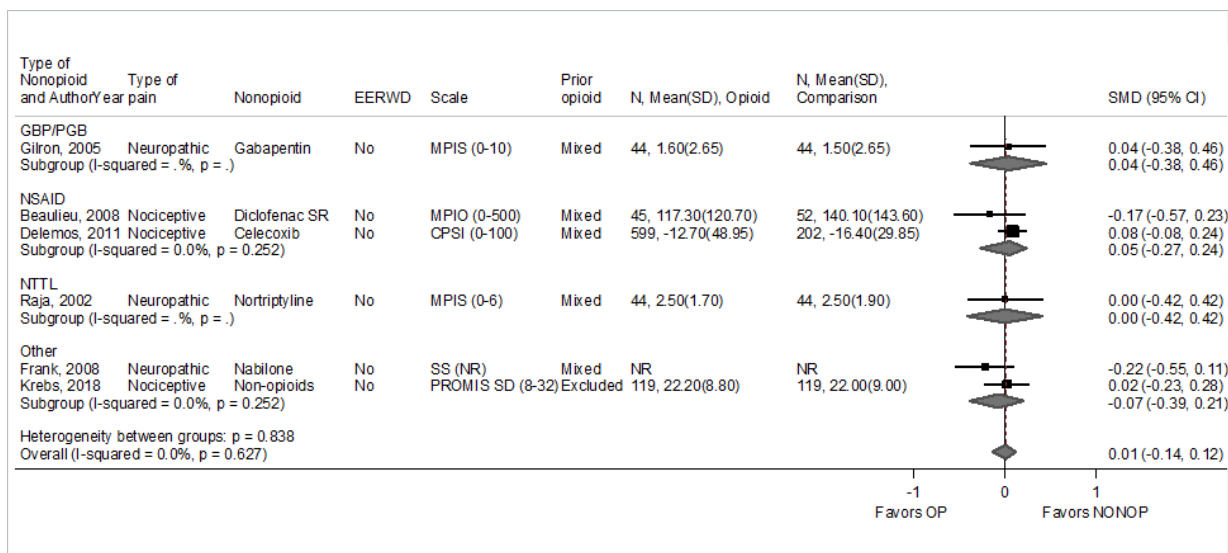 Type of
Nonopioid Type of Prior N, Mean(SD),
and AuthorYear pain Nonopioid EERWD Scale opioid N, Mean(SD), Opioid Comparison SMD (95% CI)
GBP/PGB
Gilron, 2005 Neuropathic Gabapentin No MPIS (0-10) Mixed 44, 1.60(2.65) 44, 1.50(2.65) 0.04 (-0.38, 0.46)
Subgroup (I-squared = .%, p = .) 0.04 (-0.38, 0.46)
NSAID
Beaulieu, 2008 Nociceptive Diclofenac SR No MPIO (0-500) Mixed 45, 117.30(120.70) 52, 140.10(143.60) -0.17 (-0.57, 0.23)
Delemos, 2011 Nociceptive Celecoxib No CPSI (0-100) Mixed 599, -12.70(48.95) 202, -16.40(29.85) 0.08 (-0.08, 0.24)
Subgroup (I-squared = 0.0%, p = 0.252) 0.05 (-0.27, 0.24)
NTTL
Raja, 2002 Neuropathic Nortriptyline No MPIS (0-6) Mixed 44, 2.50(1.70) 44, 2.50(1.90) 0.00 (-0.42, 0.42)
Subgroup (I-squared = .%, p = .) 0.00 (-0.42, 0.42)
Other
Frank, 2008 Neuropathic Nabilone No SS (NR) Mixed NR NR -0.22 (-0.55, 0.11)
Krebs, 2018 Nociceptive Non-opioids No PROMIS SD (8-32) Excluded 119, 22.20(8.80) 119, 22.00(9.00) 0.02 (-0.23, 0.28)
Subgroup (I-squared = 0.0%, p = 0.252) -0.07 (-0.39, 0.21)
Heterogeneity between groups: p = 0.838
Overall (I-squared = 0.0%, p = 0.627) 0.01 (-0.14, 0.12)
-1 0 1
Favors OP Favors NONOP